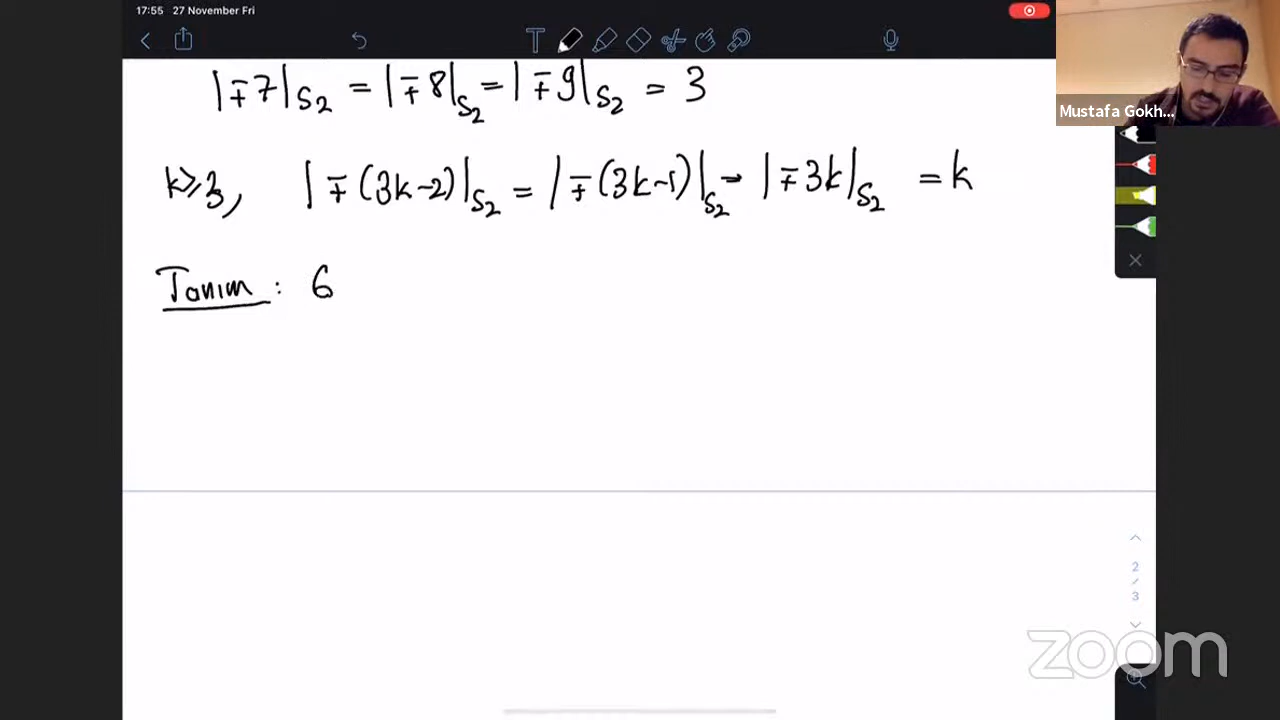 17:55 27 November Fri
Mustafa Gokh...
|∓7|S2 = |∓8|S2 = |∓9|S2 = 3
k≥3, |∓(3k-2)|S2 = |∓(3k-1)|S2 - |∓3k|S2 = k
Tanım : 6
2
/
3
zoom